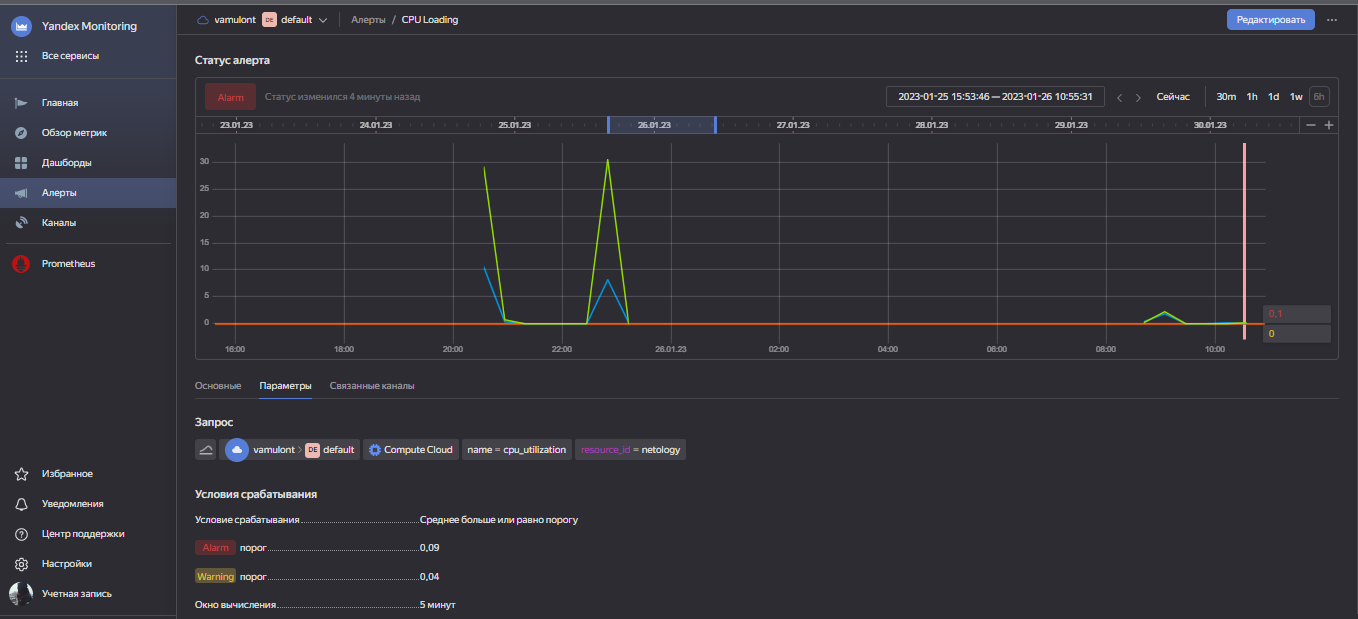 Yandex Monitoring
Все сервисы
Главная
Обзор метрик
Дашборды
Алерты
Каналы
Prometheus
Избранное
Уведомления
Центр поддержки
Настройки
Учетная запись
vamulont DE default Алерты / CPU Loading Редактировать
Статус алерта
Alarm Статус изменился 4 минуты назад 2023-01-25 15:53:46 — 2023-01-26 10:55:31 Сейчас 30m 1h 1d 1w 6h
23.01.23 24.01.23 25.01.23 26.01.23 27.01.23 28.01.23 29.01.23 30.01.23
30
25
20
15
10
5
0
0,1
0
16:00 18:00 20:00 22:00 26.01.23 02:00 04:00 06:00 08:00 10:00
Основные Параметры Связанные каналы
Запрос
vamulont DE default Compute Cloud name = cpu_utilization resource_id = netology
Условия срабатывания
Условие срабатывания Среднее больше или равно порогу
Alarm порог 0,09
Warning порог 0,04
Окно вычисления 5 минут